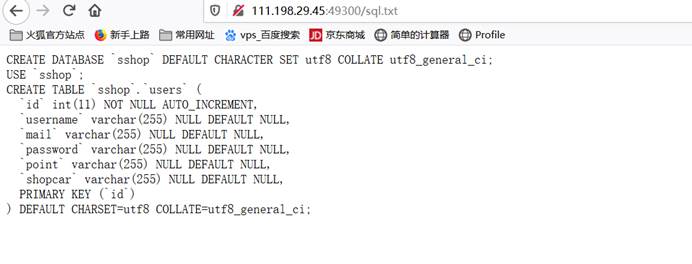 111.198.29.45:49300/sql.txt
火狐官方站点 新手上路 常用网址 vps_百度搜索 JD 京东商城 简单的计算器 Profile
CREATE DATABASE `sshop` DEFAULT CHARACTER SET utf8 COLLATE utf8_general_ci;
USE `sshop`;
CREATE TABLE `sshop`.`users` (
`id` int(11) NOT NULL AUTO_INCREMENT,
`username` varchar(255) NULL DEFAULT NULL,
`mail` varchar(255) NULL DEFAULT NULL,
`password` varchar(255) NULL DEFAULT NULL,
`point` varchar(255) NULL DEFAULT NULL,
`shopcar` varchar(255) NULL DEFAULT NULL,
PRIMARY KEY (`id`)
) DEFAULT CHARSET=utf8 COLLATE=utf8_general_ci;